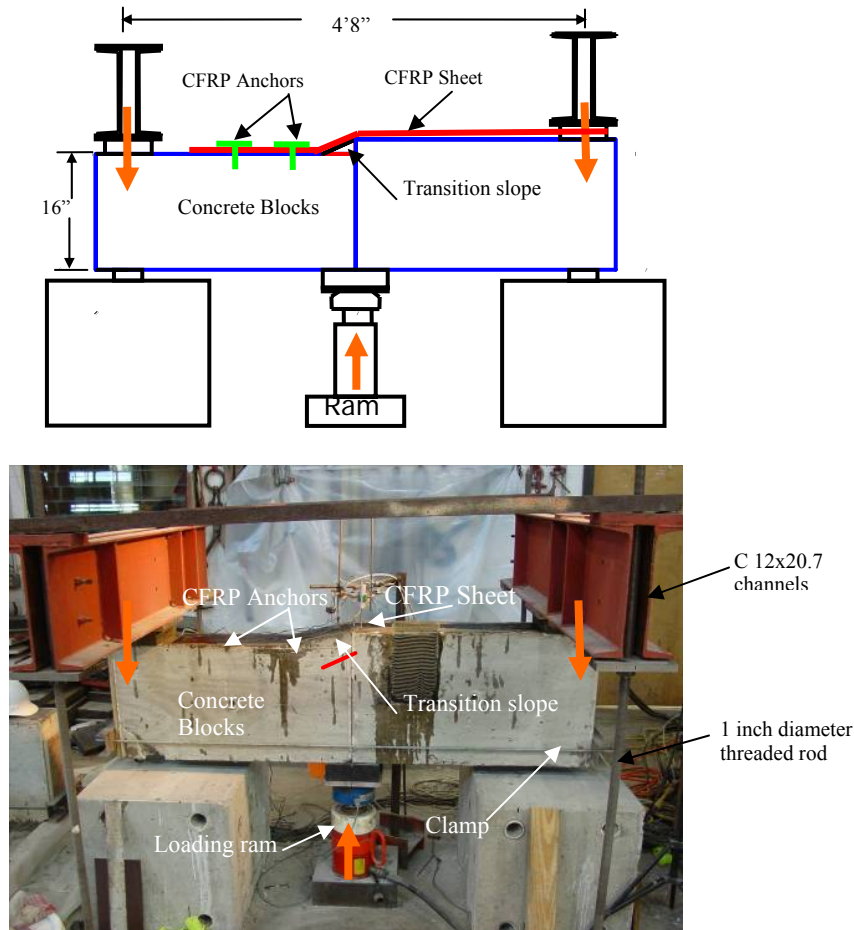 4'8"
CFRP Anchors
CFRP Sheet
Transition slope
16"
Concrete Blocks
Ram
C 12x20.7
channels
CFRP Anchors
CFRP Sheet
Concrete
Blocks
Transition slope
1 inch diameter
threaded rod
Clamp
Loading ram